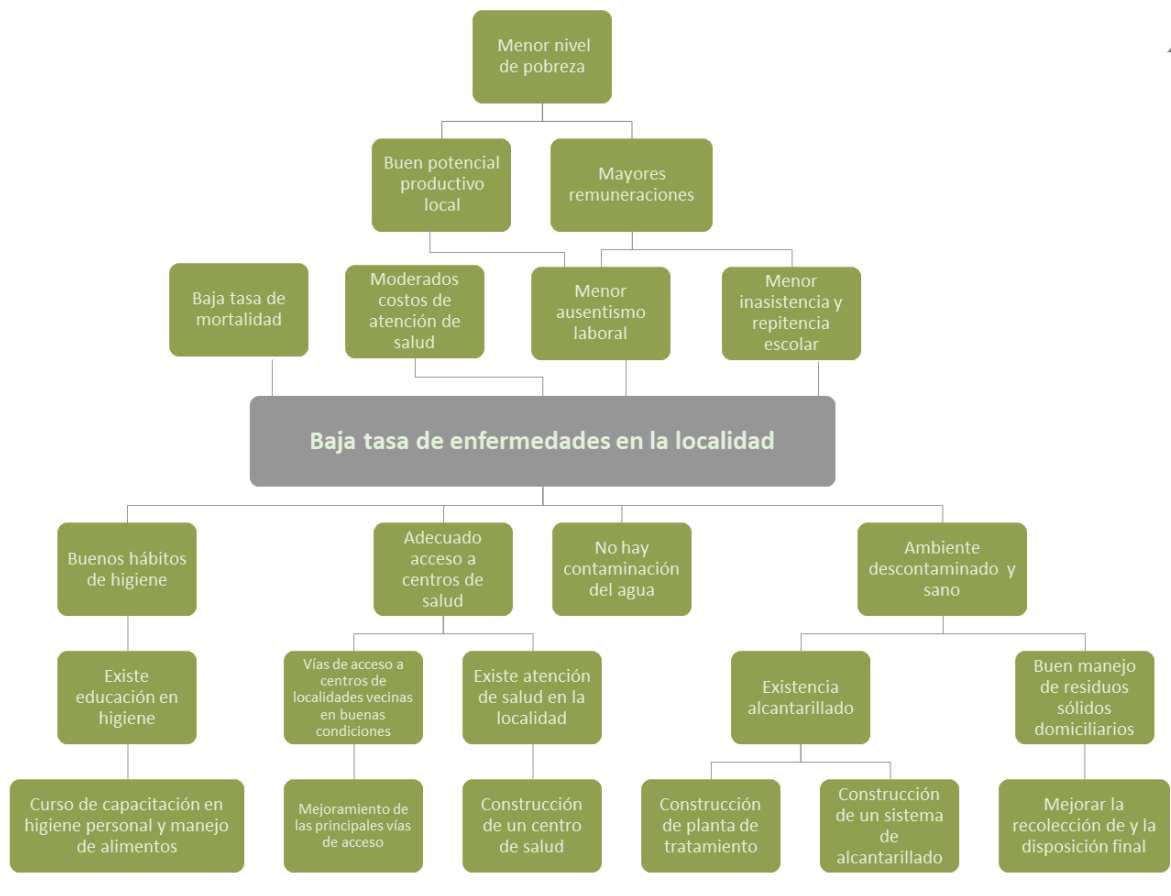 Menor nivel
de pobreza
Buen potencial
productivo
local
Mayores
remuneraciones
Baja tasa de
mortalidad
Moderados
costos de
atención de
salud
Menor
ausentismo
laboral
Menor
inasistencia y
repitencia
escolar
Baja tasa de enfermedades en la localidad
Buenos hábitos
de higiene
Adecuado
acceso a
centros de
salud
No hay
contaminación
del agua
Ambiente
descontaminado y
sano
Existe
educación en
higiene
Vías de acceso a
centros de
localidades vecinas
en buenas
condiciones
Existe atención
de salud en la
localidad
Existencia
alcantarillado
Buen manejo
de residuos
sólidos
domiciliarios
Curso de capacitación en
higiene personal y manejo
de alimentos
Mejoramiento de
las principales vías
de acceso
Construcción
de un centro
de salud
Construcción
de planta de
tratamiento
Construcción
de un sistema
de
alcantarillado
Mejorar la
recolección de y la
disposición final